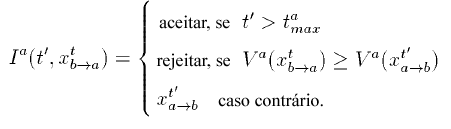 aceitar, se t' > t^a_{max}
I^a(t', x^t_{b→a}) = { rejeitar, se V^a(x^t_{b→a}) ≥ V^a(x^{t'}_{a→b})
x^{t'}_{a→b} caso contrário.